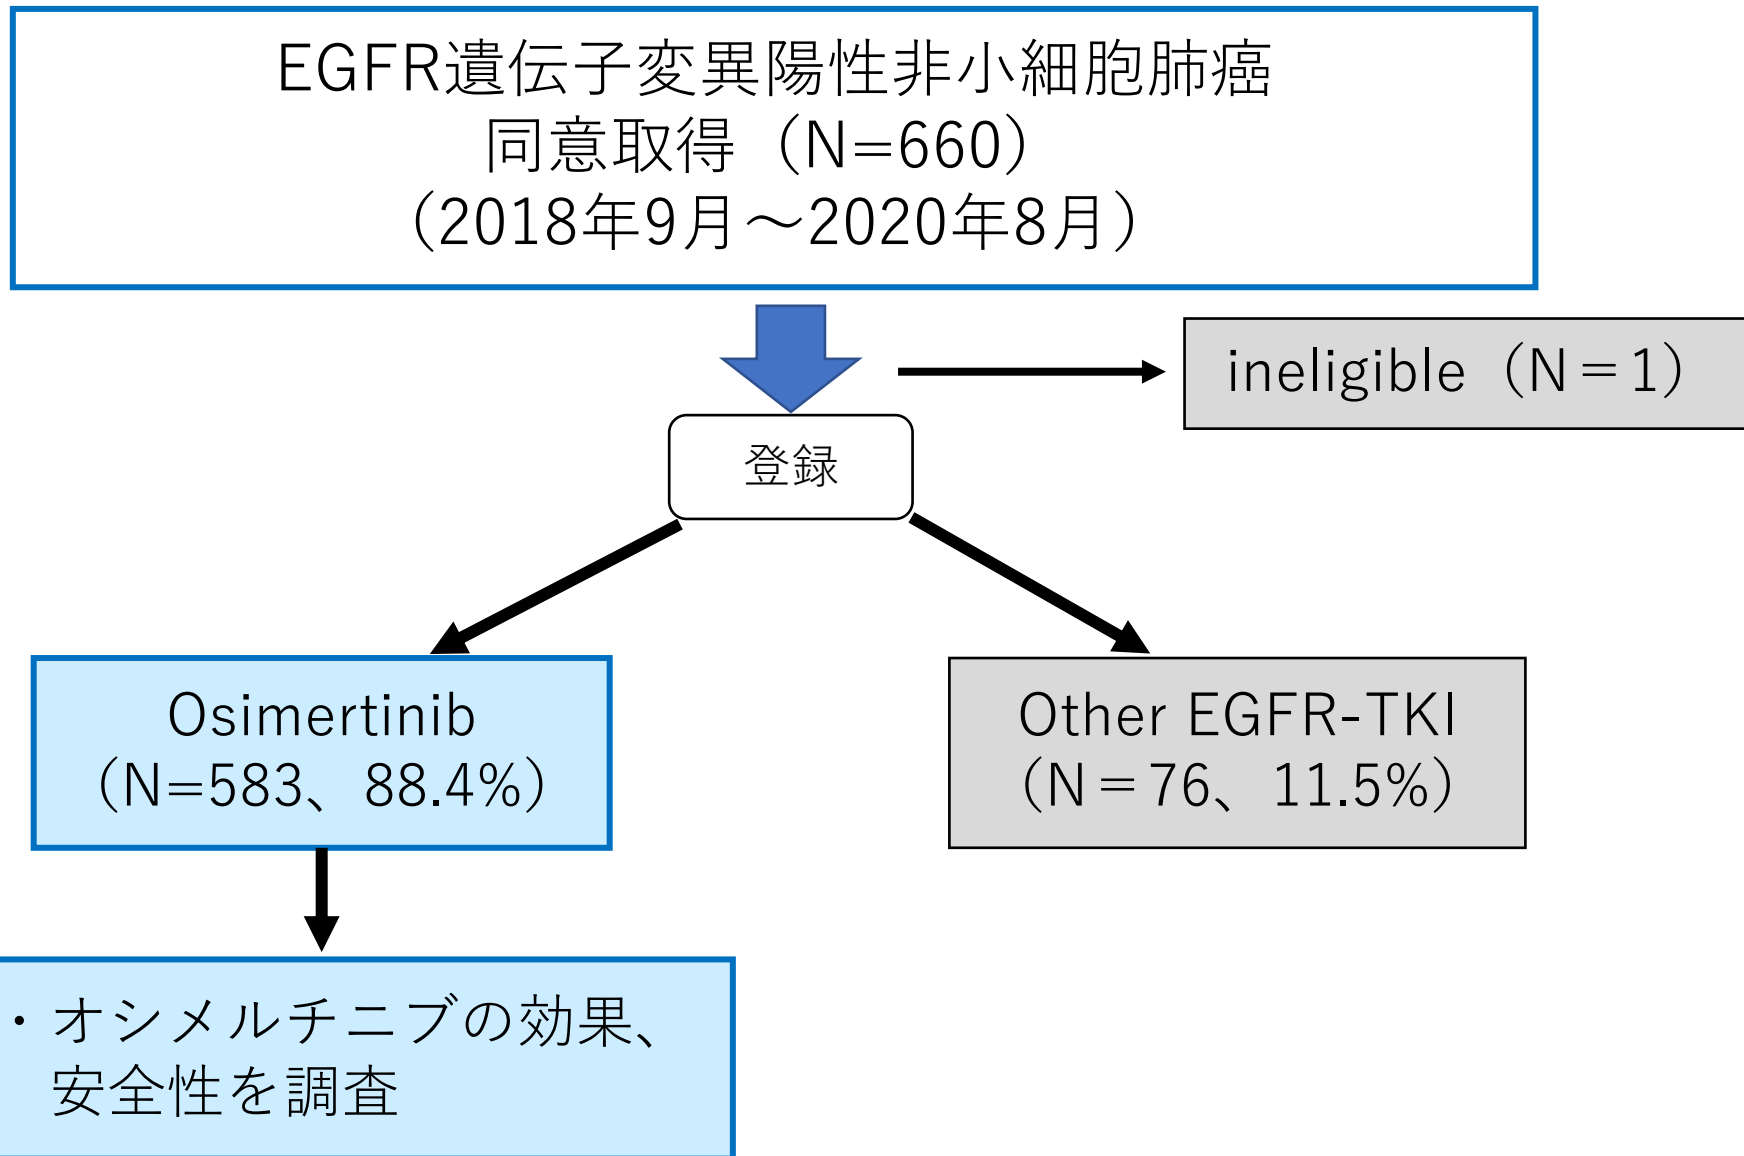 EGFR遺伝子変異陽性非小細胞肺癌
同意取得（N=660）
（2018年9月～2020年8月）
ineligible（N＝1）
登録
Osimertinib
（N=583、88.4%）
Other EGFR-TKI
（N＝76、11.5%）
・オシメルチニブの効果、
安全性を調査